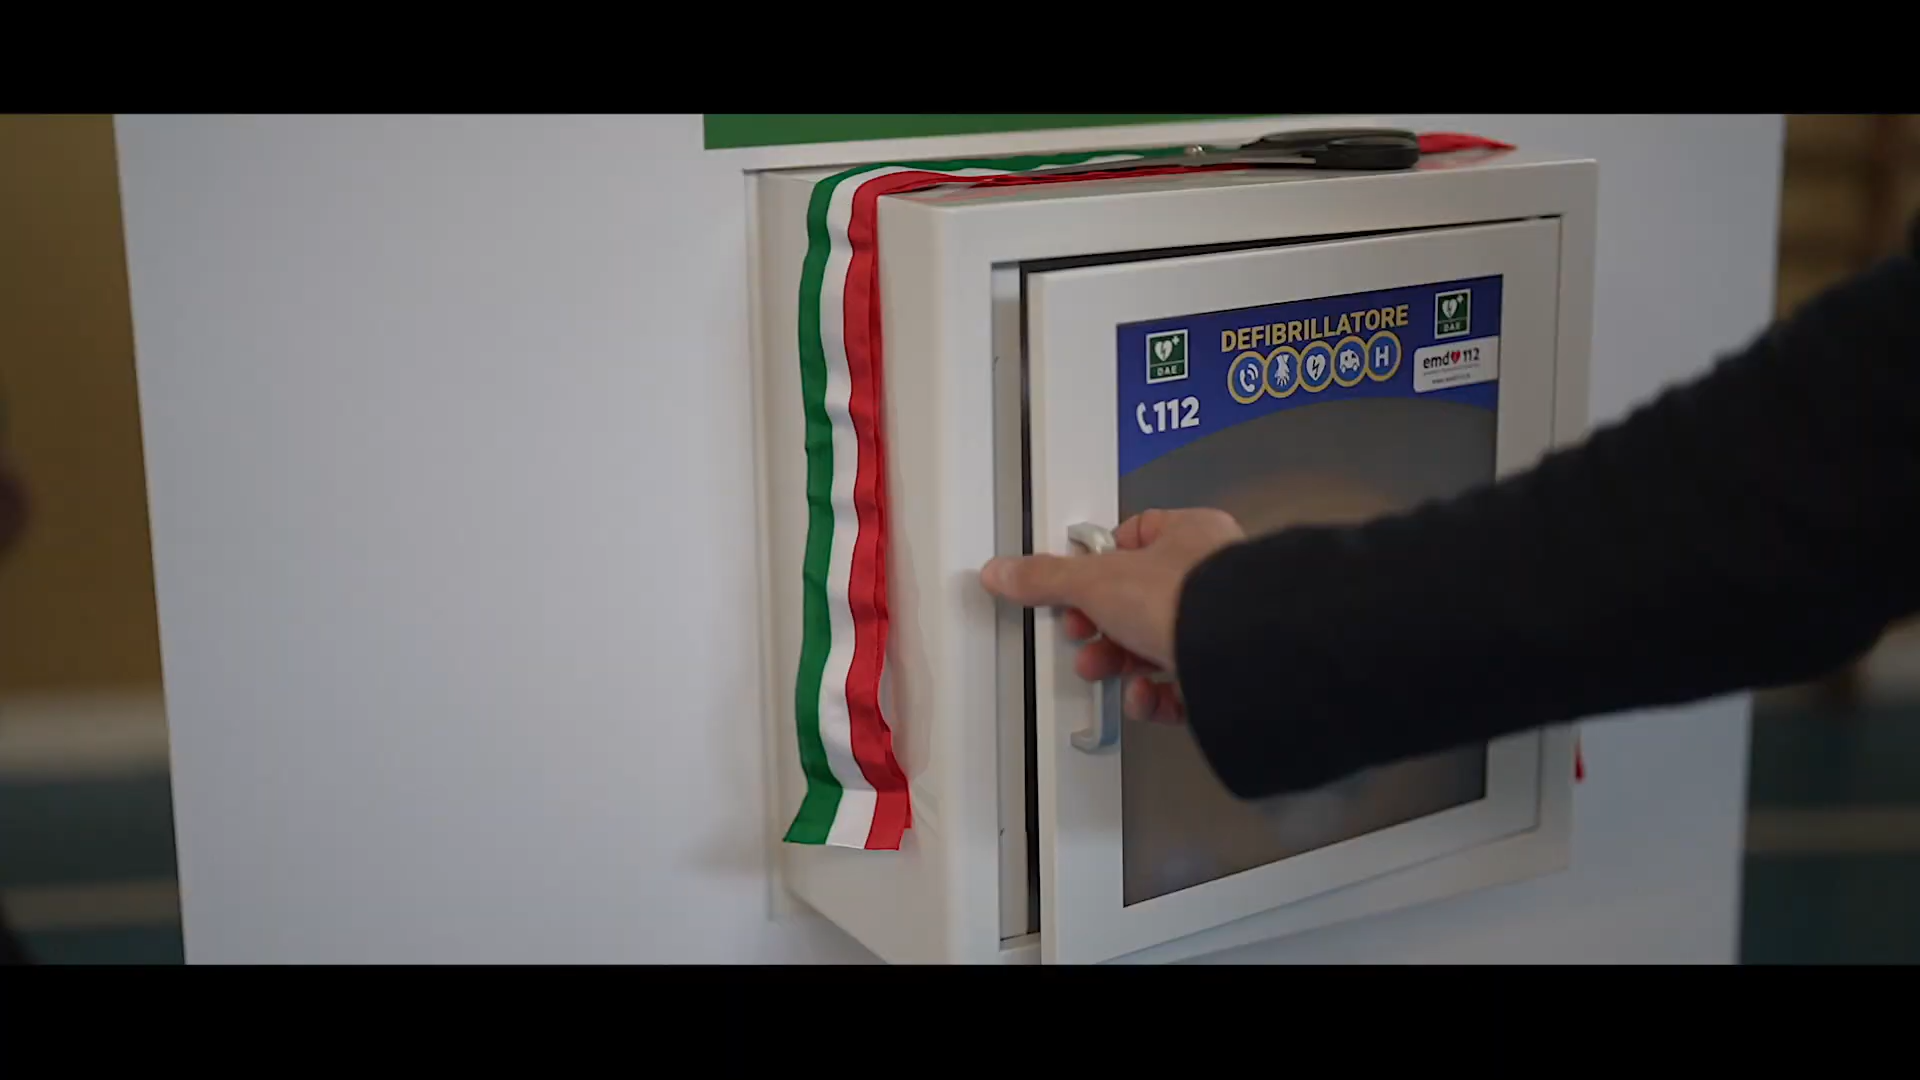 DEFIBRILLATORE
DAE
DAE
H
emd 112
112